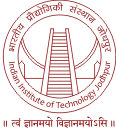 भारतीय प्रौद्योगिकी संस्थान जोधपुर
Indian Institute of Technology Jodhpur
॥ त्वं ज्ञानमयो विज्ञानमयोऽसि ॥